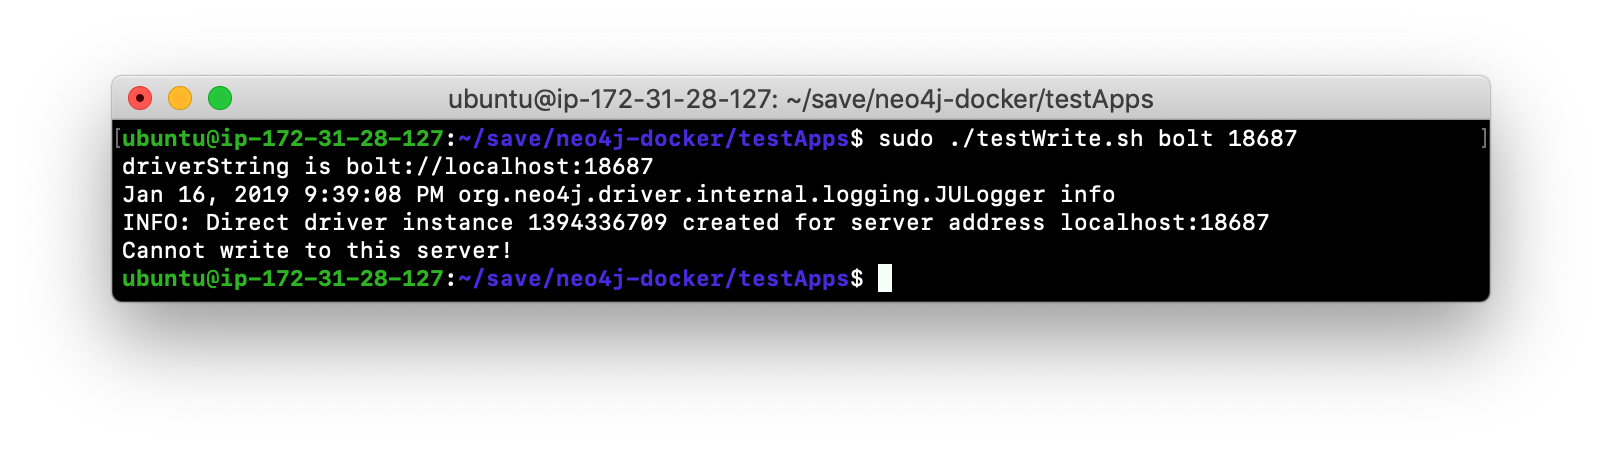 ubuntu@ip-172-31-28-127: ~/save/neo4j-docker/testApps
[ubuntu@ip-172-31-28-127:~/save/neo4j-docker/testApps$ sudo ./testWrite.sh bolt 18687 ]
driverString is bolt://localhost:18687
Jan 16, 2019 9:39:08 PM org.neo4j.driver.internal.logging.JULogger info
INFO: Direct driver instance 1394336709 created for server address localhost:18687
Cannot write to this server!
ubuntu@ip-172-31-28-127:~/save/neo4j-docker/testApps$